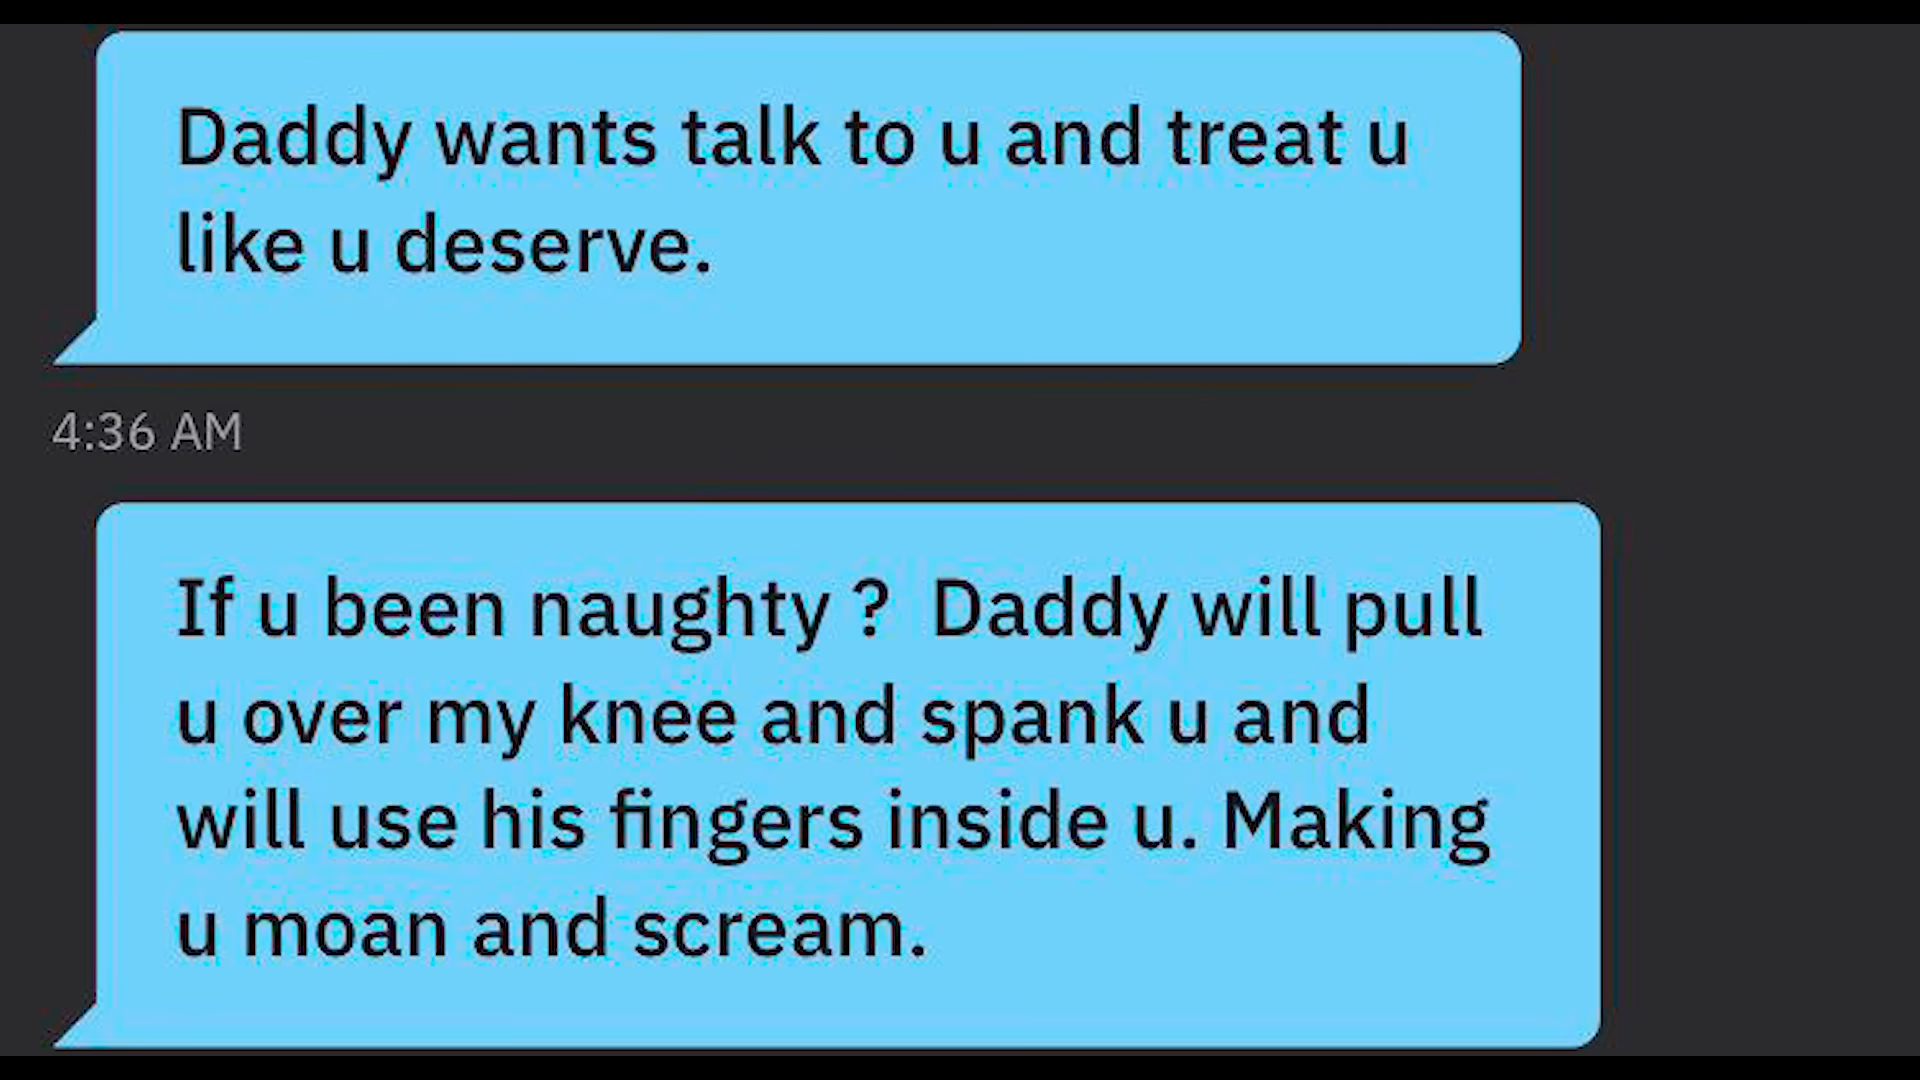 Daddy wants talk to u and treat u
like u deserve.
4:36 AM
If u been naughty ?  Daddy will pull
u over my knee and spank u and
will use his fingers inside u. Making
u moan and scream.